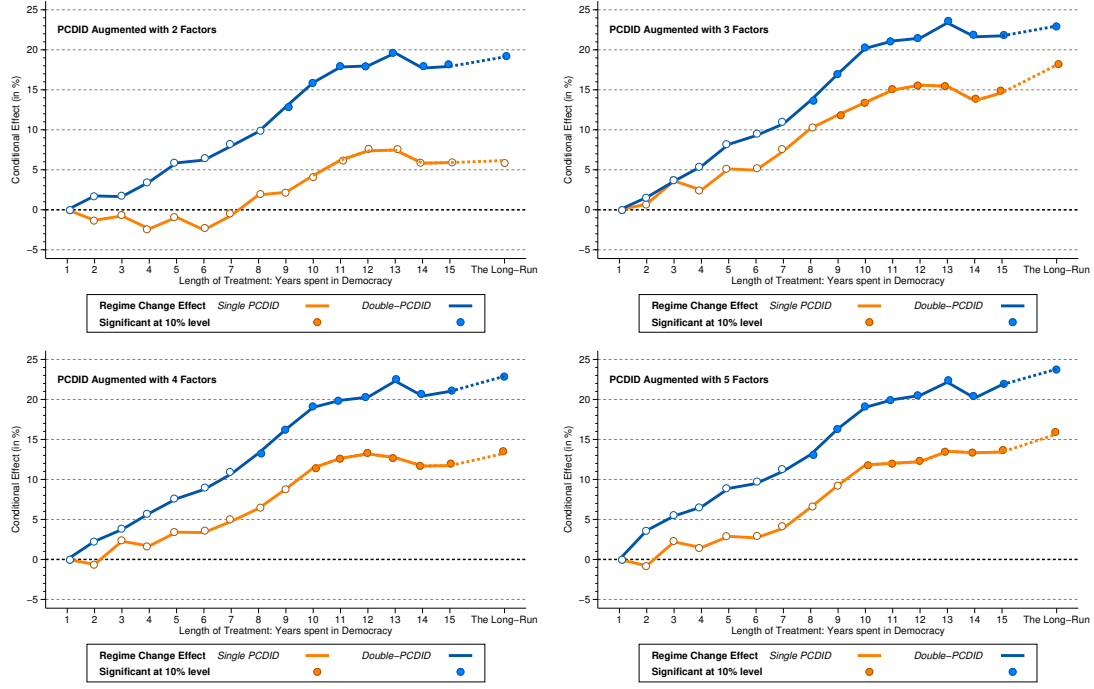 PCDID Augmented with 2 Factors
Conditional Effect (in %)
25
20
15
10
5
0
−5
1 2 3 4 5 6 7 8 9 10 11 12 13 14 15 The Long−Run
Length of Treatment: Years spent in Democracy
Regime Change Effect Single PCDID Double−PCDID
Significant at 10% level
PCDID Augmented with 3 Factors
Conditional Effect (in %)
25
20
15
10
5
0
−5
1 2 3 4 5 6 7 8 9 10 11 12 13 14 15 The Long−Run
Length of Treatment: Years spent in Democracy
Regime Change Effect Single PCDID Double−PCDID
Significant at 10% level
PCDID Augmented with 4 Factors
Conditional Effect (in %)
25
20
15
10
5
0
−5
1 2 3 4 5 6 7 8 9 10 11 12 13 14 15 The Long−Run
Length of Treatment: Years spent in Democracy
Regime Change Effect Single PCDID Double−PCDID
Significant at 10% level
PCDID Augmented with 5 Factors
Conditional Effect (in %)
25
20
15
10
5
0
−5
1 2 3 4 5 6 7 8 9 10 11 12 13 14 15 The Long−Run
Length of Treatment: Years spent in Democracy
Regime Change Effect Single PCDID Double−PCDID
Significant at 10% level